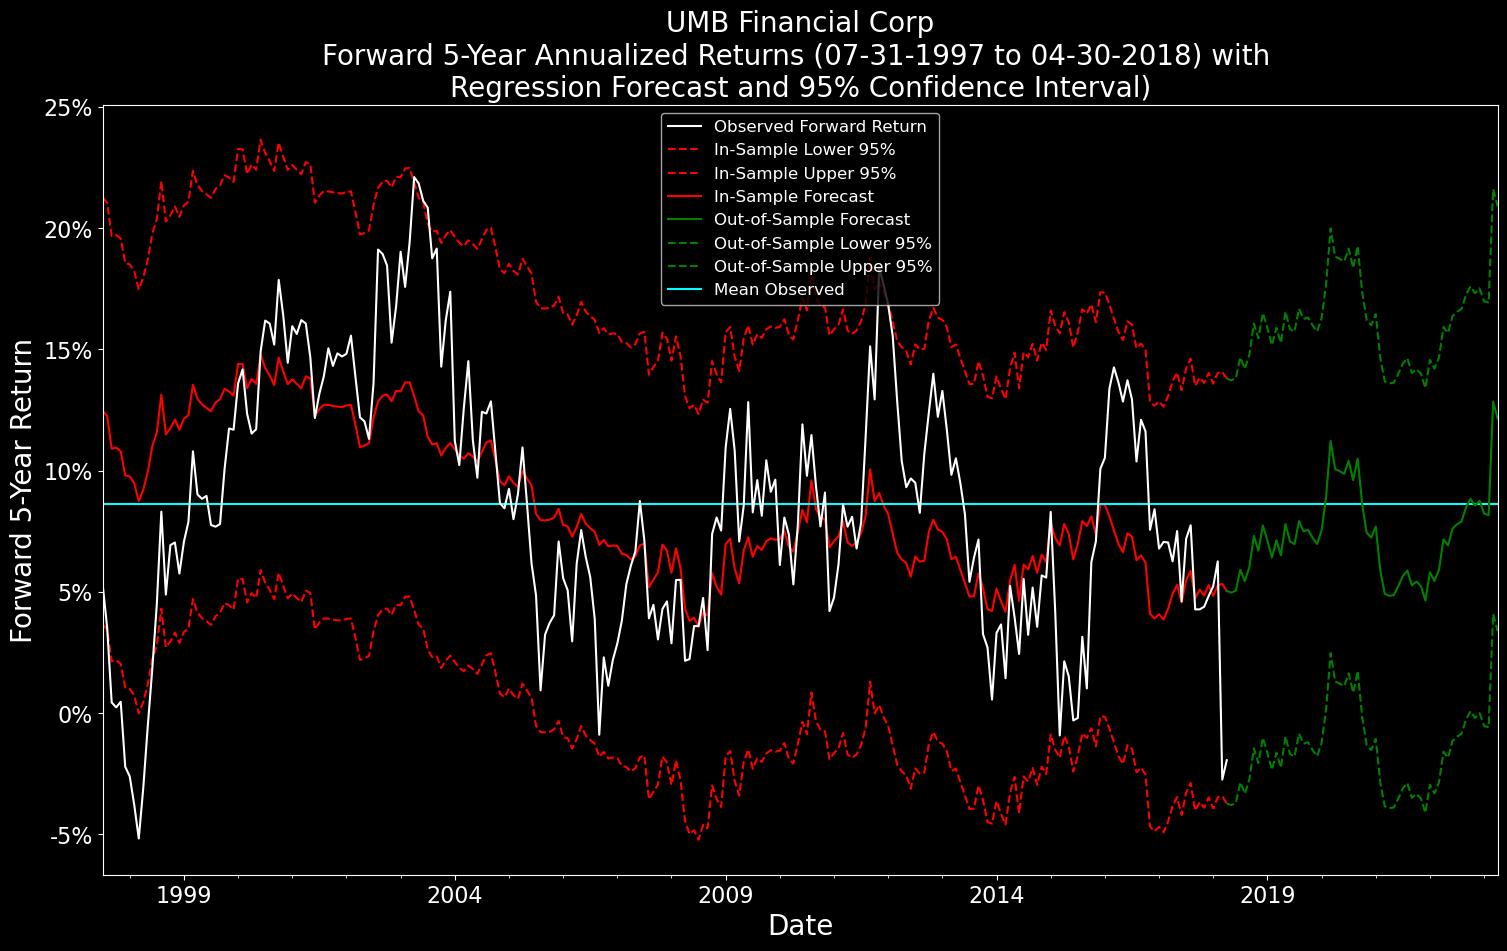 UMB Financial Corp
Forward 5-Year Annualized Returns (07-31-1997 to 04-30-2018) with
Regression Forecast and 95% Confidence Interval)
Observed Forward Return
In-Sample Lower 95%
In-Sample Upper 95%
In-Sample Forecast
Out-of-Sample Forecast
Out-of-Sample Lower 95%
Out-of-Sample Upper 95%
Mean Observed
Forward 5-Year Return
25%
20%
15%
10%
5%
0%
-5%
1999
2004
2009
2014
2019
Date